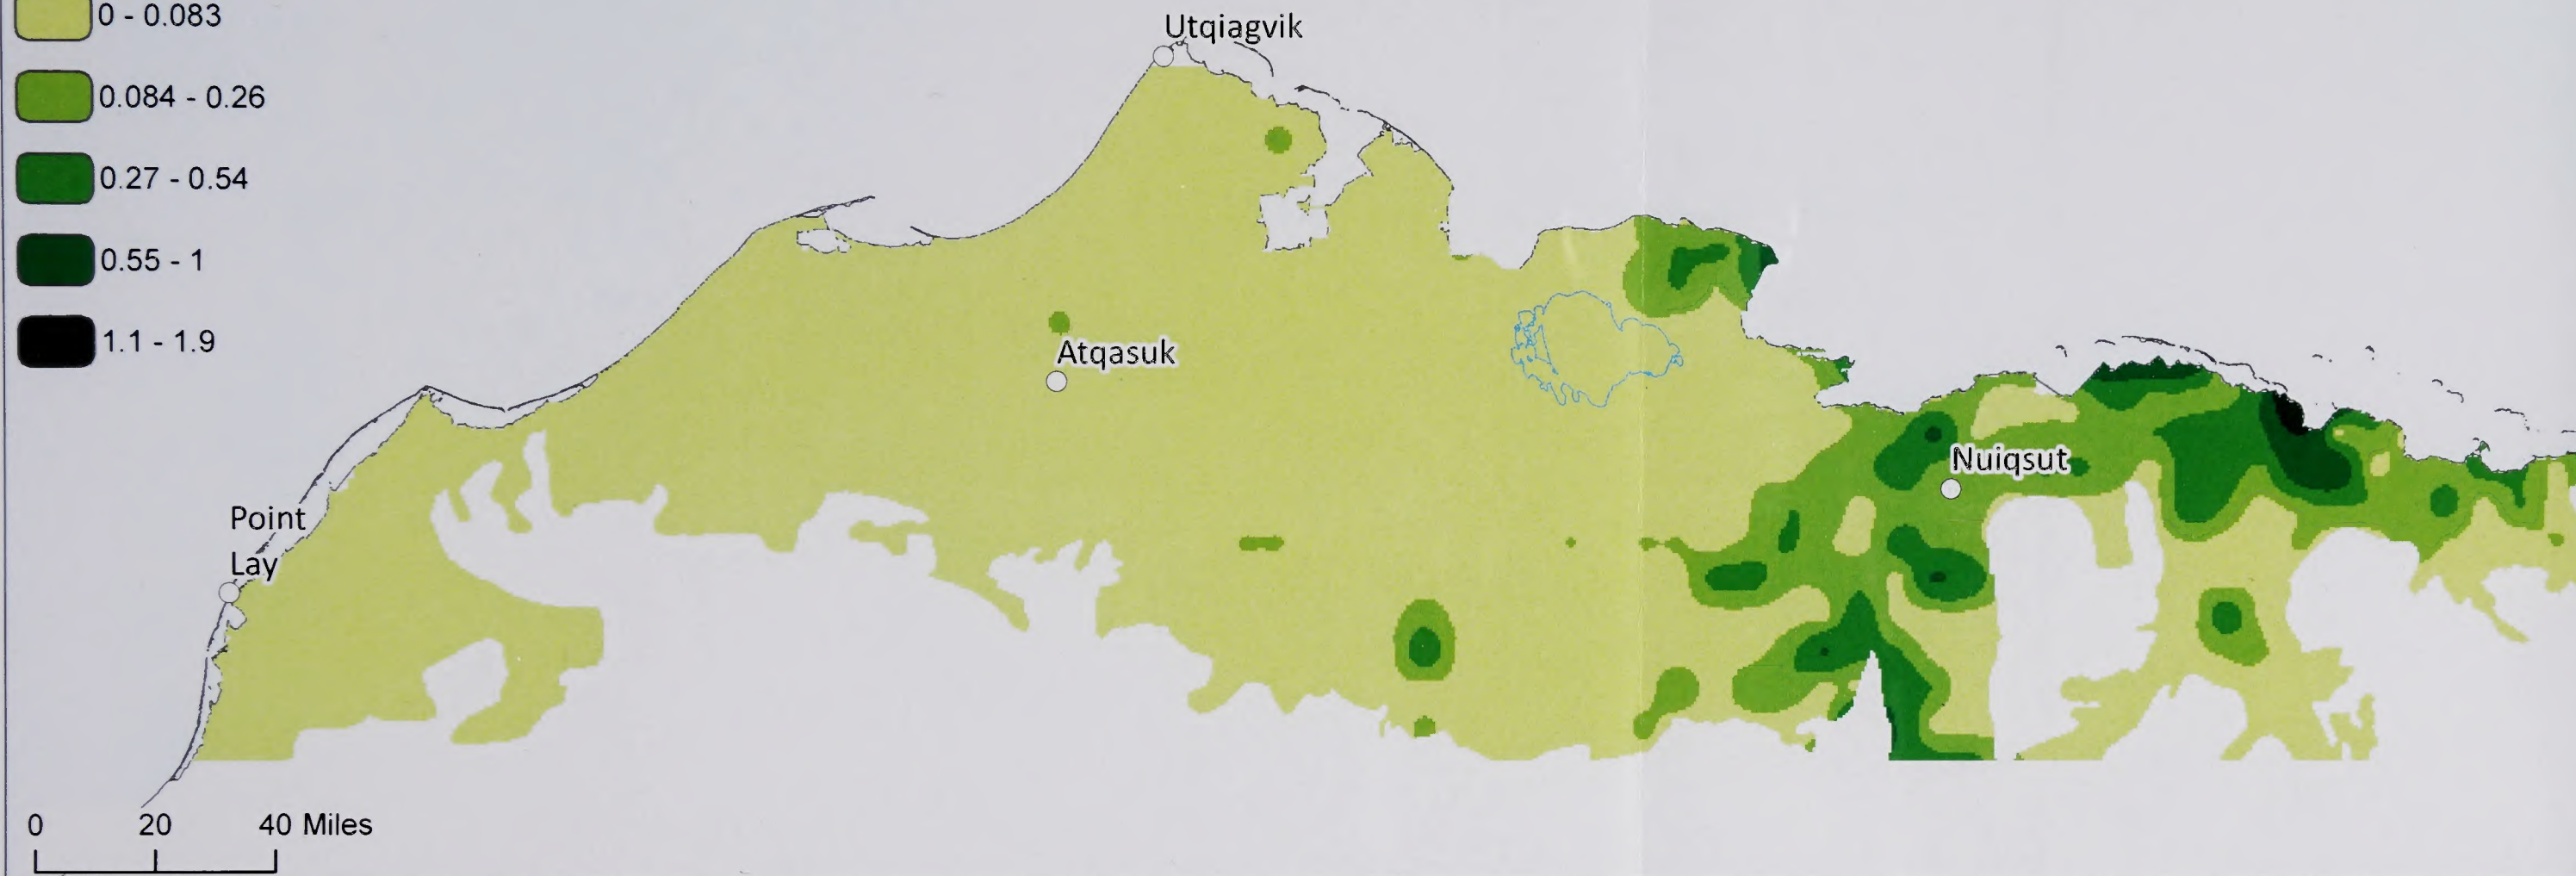 0 - 0.083
0.084 - 0.26
0.27 - 0.54
0.55 - 1
1.1 - 1.9
Utqiagvik
Atqasuk
Nuiqsut
Point
Lay
0 20 40 Miles